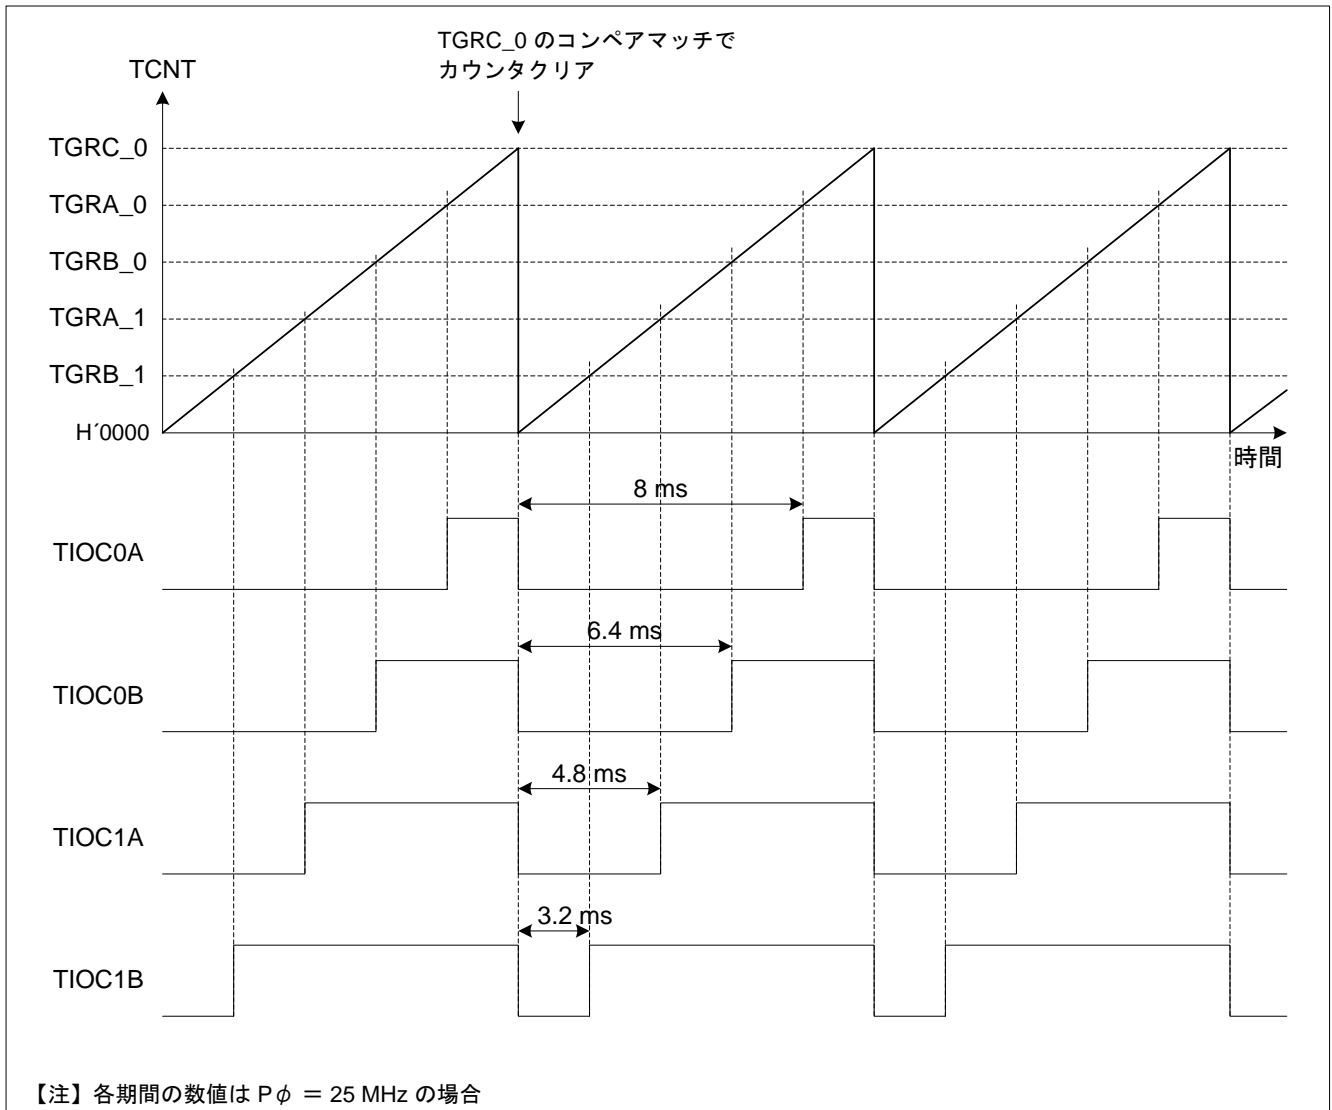 TGRC_0 のコンペアマッチで
カウンタクリア
TCNT
TGRC_0
TGRA_0
TGRB_0
TGRA_1
TGRB_1
H´0000
時間
8 ms
TIOC0A
6.4 ms
TIOC0B
4.8 ms
TIOC1A
3.2 ms
TIOC1B
【注】各期間の数値は Pφ ＝ 25 MHz の場合